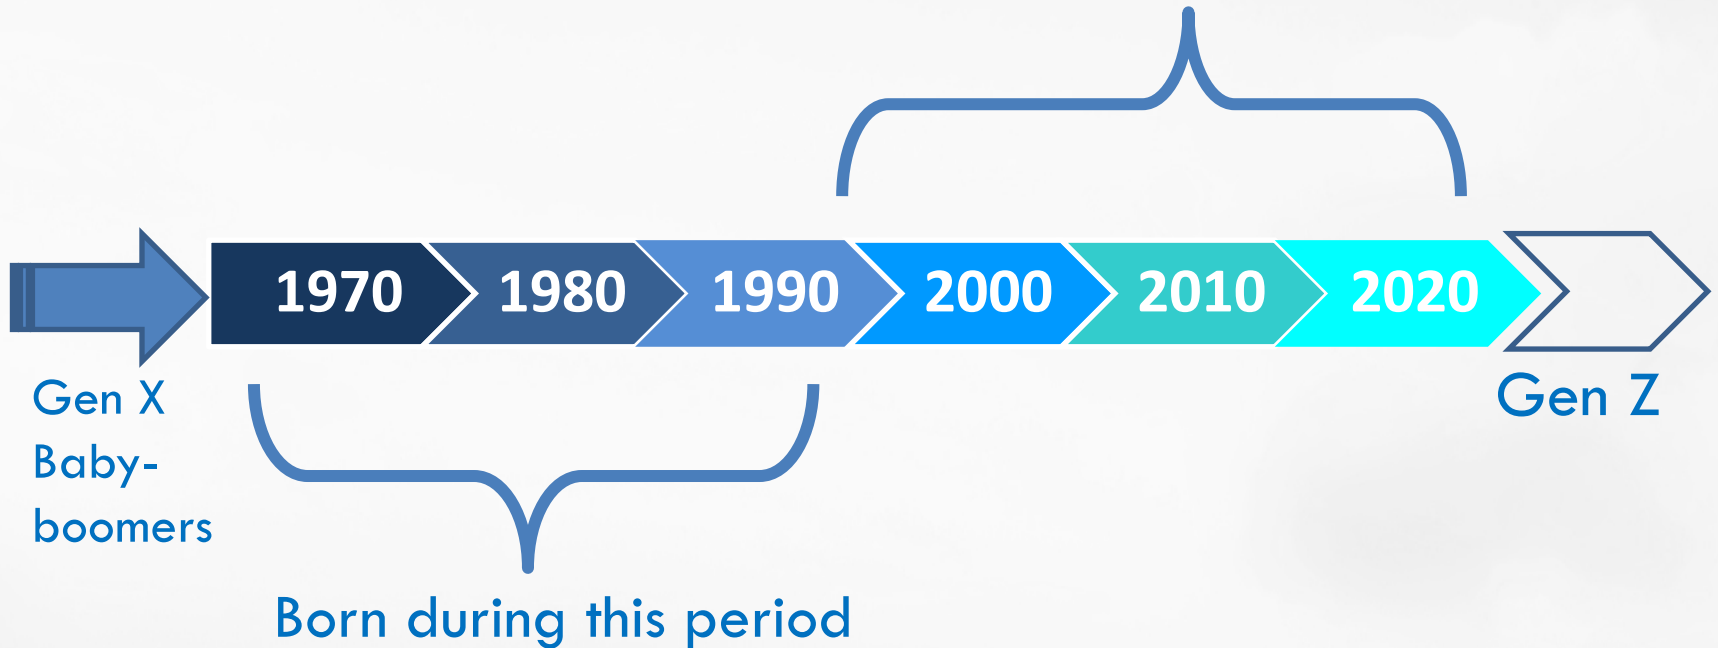 1970 1980 1990 2000 2010 2020
Gen X
Baby-
boomers
Gen Z
Born during this period